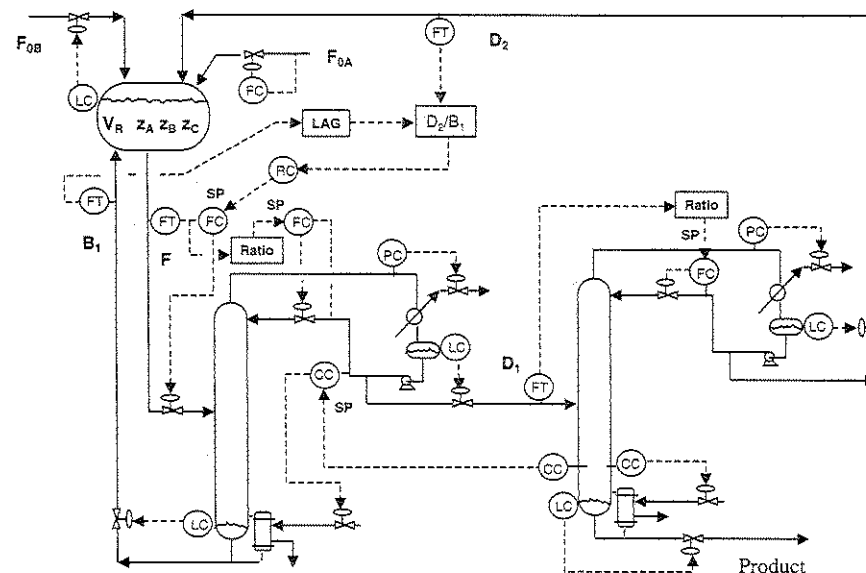 F0B
D2
FT
F0A
LC
FC
VR zA zB zC
LAG
D2/B1
RC
SP
FT
FT
FC
SP
FC
Ratio
B1
F
Ratio
SP
PC
PC
FC
LC
LC
CC
SP
D1
FT
CC
CC
LC
LC
Product